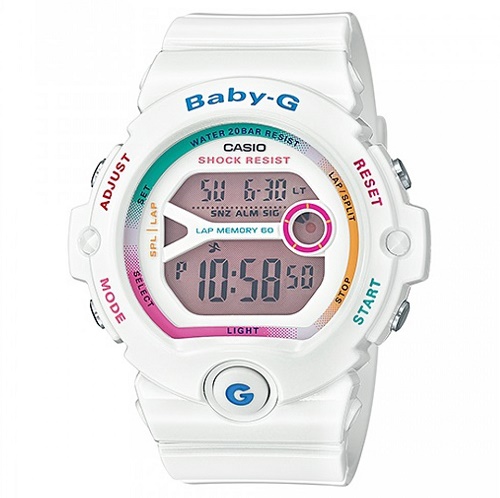 Baby-G
WATER 20BAR RESIST
CASIO
SHOCK RESIST
ADJUST
SET
RESET
LAP/SPLIT
SU 6-30 LT
SNZ ALM SIG
SPL LAP
LAP MEMORY 60
P 10:58 50
MODE
SELECT
START
STOP
LIGHT
G